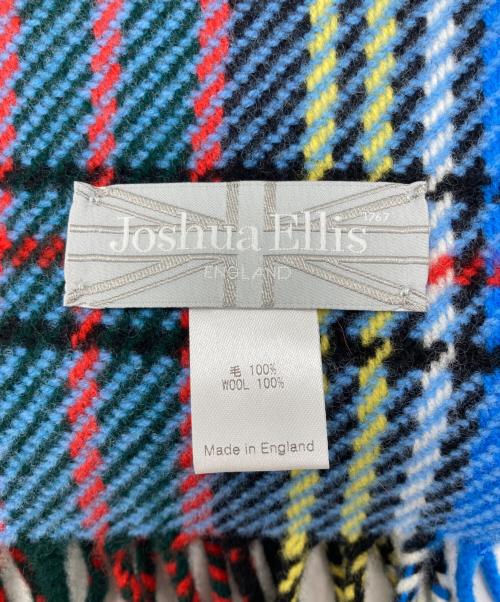 1767
Joshua Ellis
ENGLAND
毛 100%
WOOL 100%
Made in England